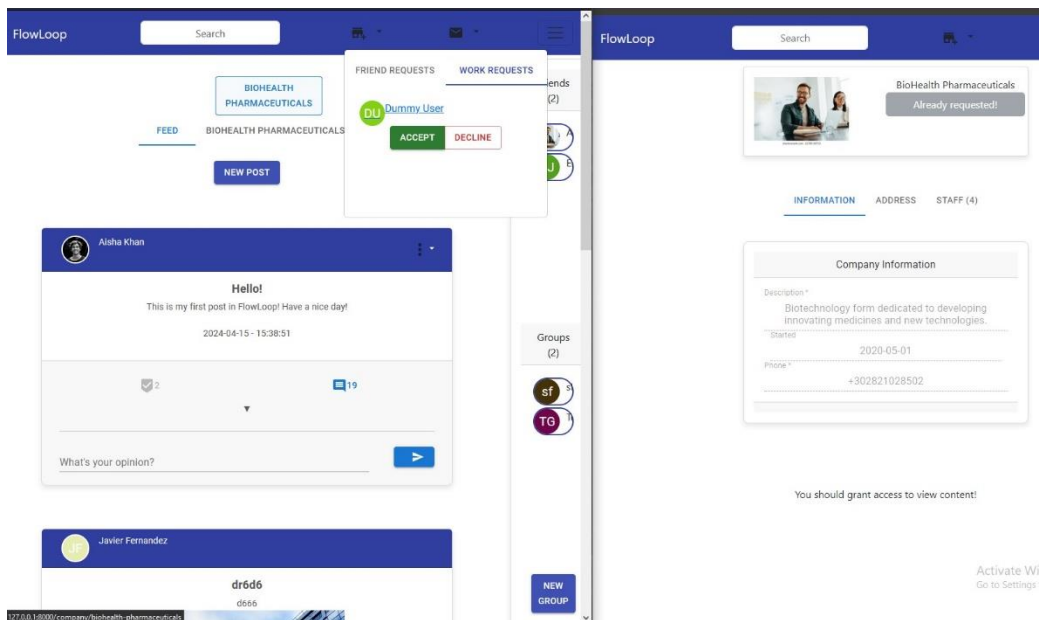 FlowLoop
Search
FRIEND REQUESTS WORK REQUESTS
DU Dummy User
ACCEPT DECLINE
BIOHEALTH
PHARMACEUTICALS
FEED BIOHEALTH PHARMACEUTICALS
NEW POST
Aisha Khan
Hello!
This is my first post in FlowLoop! Have a nice day!
2024-04-15 - 15:38:51
2 19
What's your opinion?
Javier Fernandez
JF
dr6d6
d666
127.0.0.1:8000/company/biohealth-pharmaceuticals
ends
(2)
A
J E
Groups
(2)
sf s
TG T
NEW
GROUP
FlowLoop
Search
BioHealth Pharmaceuticals
Already requested!
INFORMATION ADDRESS STAFF (4)
Company Information
Description *
Biotechnology form dedicated to developing
innovating medicines and new technologies.
Started
2020-05-01
Phone *
+302821028502
You should grant access to view content!
Activate Wi
Go to Settings